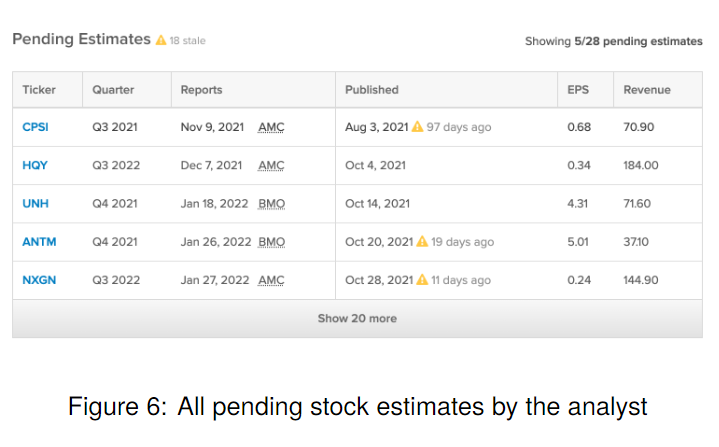 Pending Estimates ⚠ 18 stale
Showing 5/28 pending estimates
Ticker Quarter Reports Published EPS Revenue
CPSI Q3 2021 Nov 9, 2021 AMC Aug 3, 2021 ⚠ 97 days ago 0.68 70.90
HQY Q3 2022 Dec 7, 2021 AMC Oct 4, 2021 0.34 184.00
UNH Q4 2021 Jan 18, 2022 BMO Oct 14, 2021 4.31 71.60
ANTM Q4 2021 Jan 26, 2022 BMO Oct 20, 2021 ⚠ 19 days ago 5.01 37.10
NXGN Q3 2022 Jan 27, 2022 AMC Oct 28, 2021 ⚠ 11 days ago 0.24 144.90
Show 20 more
Figure 6: All pending stock estimates by the analyst